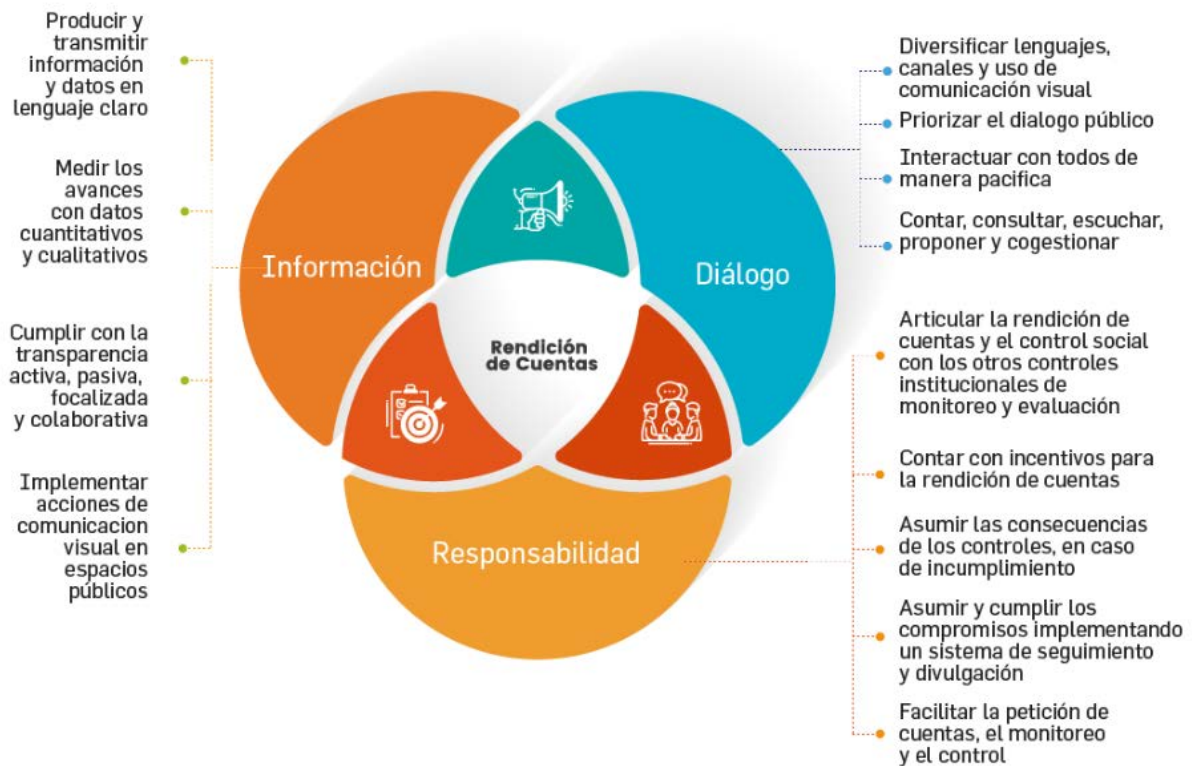 Producir y
transmitir
información
y datos en
lenguaje claro
Medir los
avances
con datos
cuantitativos
y cualitativos
Cumplir con la
transparencia
activa, pasiva,
focalizada
y colaborativa
Implementar
acciones de
comunicacion
visual en
espacios
públicos
Información
Diálogo
Rendición
de Cuentas
Responsabilidad
Diversificar lenguajes,
canales y uso de
comunicación visual
Priorizar el dialogo público
Interactuar con todos de
manera pacifica
Contar, consultar, escuchar,
proponer y cogestionar
Articular la rendición de
cuentas y el control social
con los otros controles
institucionales de
monitoreo y evaluación
Contar con incentivos para
la rendición de cuentas
Asumir las consecuencias
de los controles, en caso
de incumplimiento
Asumir y cumplir los
compromisos implementando
un sistema de seguimiento
y divulgación
Facilitar la petición de
cuentas, el monitoreo
y el control